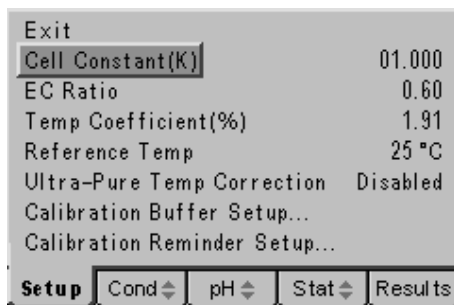 Exit
Cell Constant(K) 01.000
EC Ratio 0.60
Temp Coefficient(%) 1.91
Reference Temp 25 °C
Ultra-Pure Temp Correction Disabled
Calibration Buffer Setup...
Calibration Reminder Setup...
Setup Cond pH Stat Results